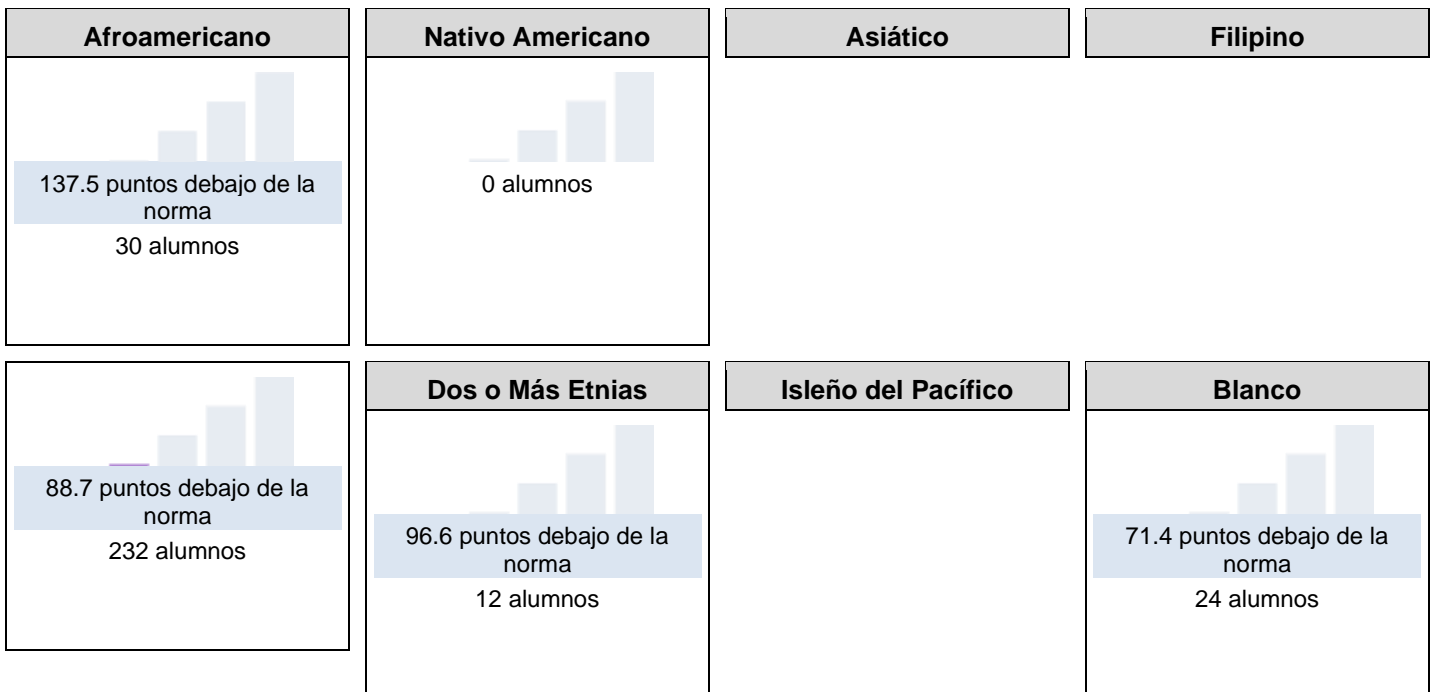 Afroamericano
Nativo Americano
Asiático
Filipino
137.5 puntos debajo de la
norma
30 alumnos
0 alumnos
88.7 puntos debajo de la
norma
232 alumnos
Dos o Más Etnias
96.6 puntos debajo de la
norma
12 alumnos
Isleño del Pacífico
Blanco
71.4 puntos debajo de la
norma
24 alumnos